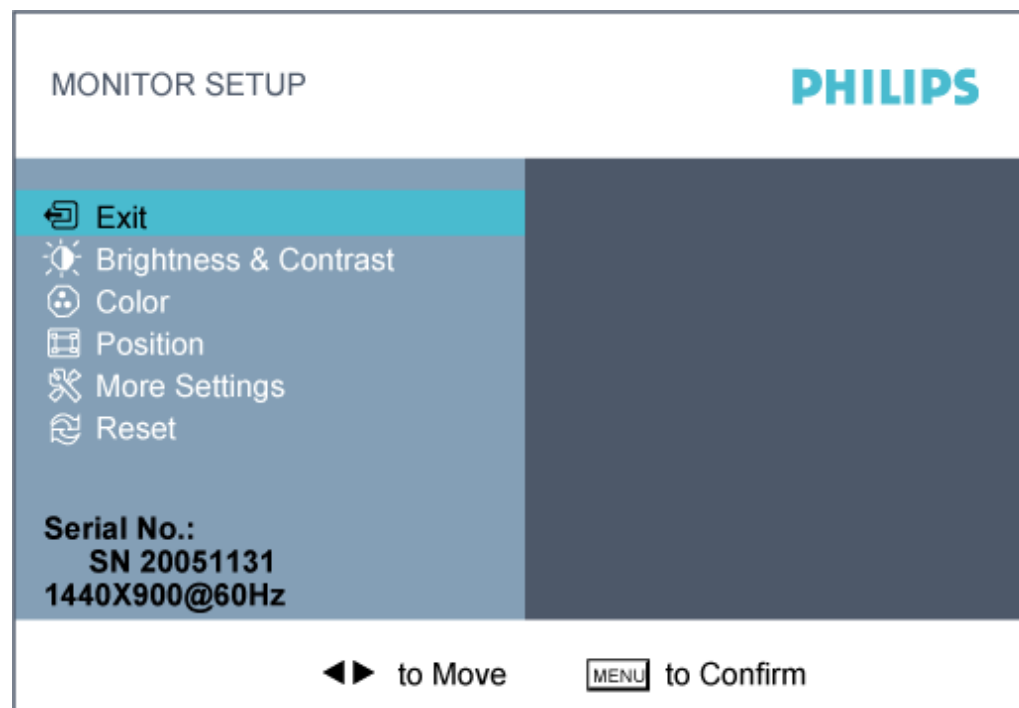 MONITOR SETUP
PHILIPS
Exit
Brightness & Contrast
Color
Position
More Settings
Reset
Serial No.:
SN 20051131
1440X900@60Hz
to Move MENU to Confirm